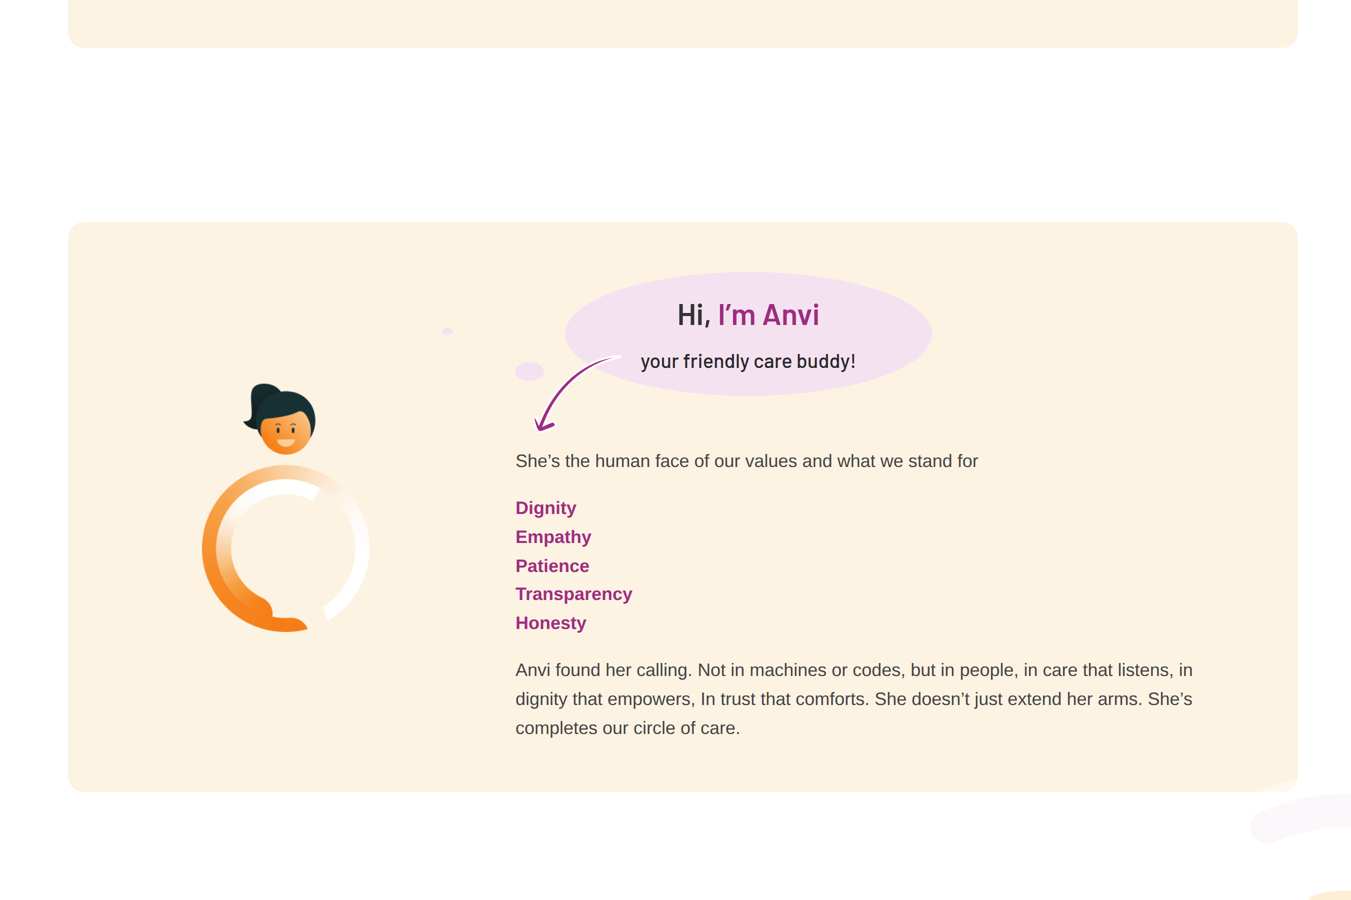 Hi, I’m Anvi
your friendly care buddy!
She’s the human face of our values and what we stand for
Dignity
Empathy
Patience
Transparency
Honesty
Anvi found her calling. Not in machines or codes, but in people, in care that listens, in
dignity that empowers, In trust that comforts. She doesn’t just extend her arms. She’s
completes our circle of care.